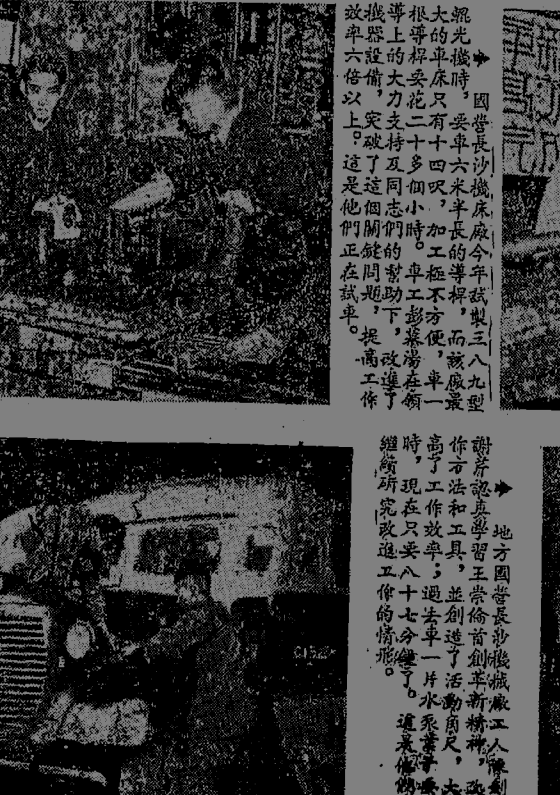 國營長沙機床廠今年試製三八九型
輥光機時，要車六米半長的導桿，而該廠最
大的車床只有十四呎，加工極不方便，車一
根導桿要花二十多個小時。車工彭葉湯在領
導上的大力支持及同志們的幫助下，改進了
機器設備，突破了這個關鍵問題，提高工作
效率六倍以上。這是他們正在試車。
地方國營長沙機械廠工人陳
謝芹認真學習王崇倫首創革新精神，改
作方法和工具，並創造了活動角尺，大
高了工作效率；過去車一片水泵葉
時，現在只要八十七分鐘了。這是他們
繼續研究改進工作的情形。